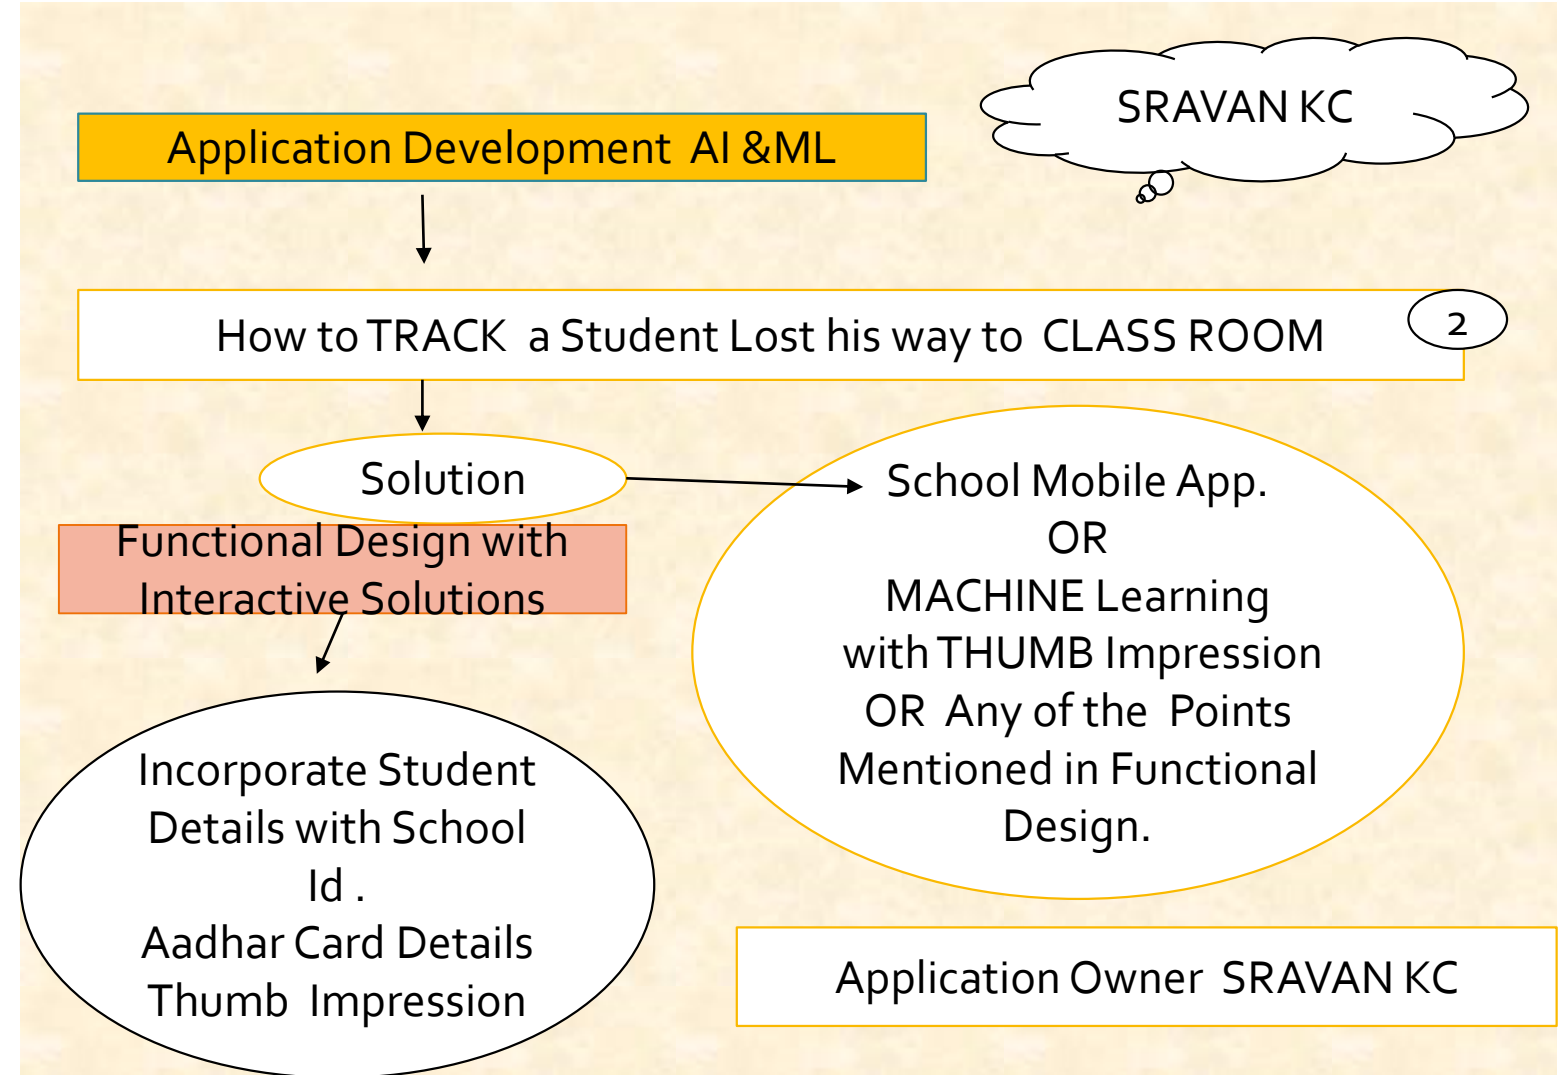 SRAVAN KC
Application Development AI &ML
How to TRACK a Student Lost his way to CLASS ROOM
2
Solution
Functional Design with
Interactive Solutions
School Mobile App.
OR
MACHINE Learning
with THUMB Impression
OR Any of the Points
Mentioned in Functional
Design.
Incorporate Student
Details with School
Id .
Aadhar Card Details
Thumb Impression
Application Owner SRAVAN KC